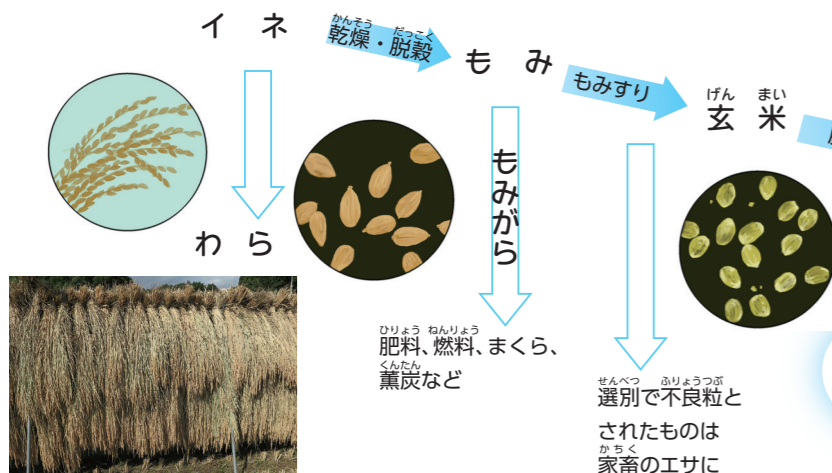 イネ
かんそう だっこく
乾燥・脱穀
もみ
もみすり
げん まい
玄米
わら
もみがら
ひりょう ねんりょう
肥料、燃料、まくら、
くんたん
薫炭など
せんべつ ふりょうつぶ
選別で不良粒と
されたものは
かちく
家畜のエサに